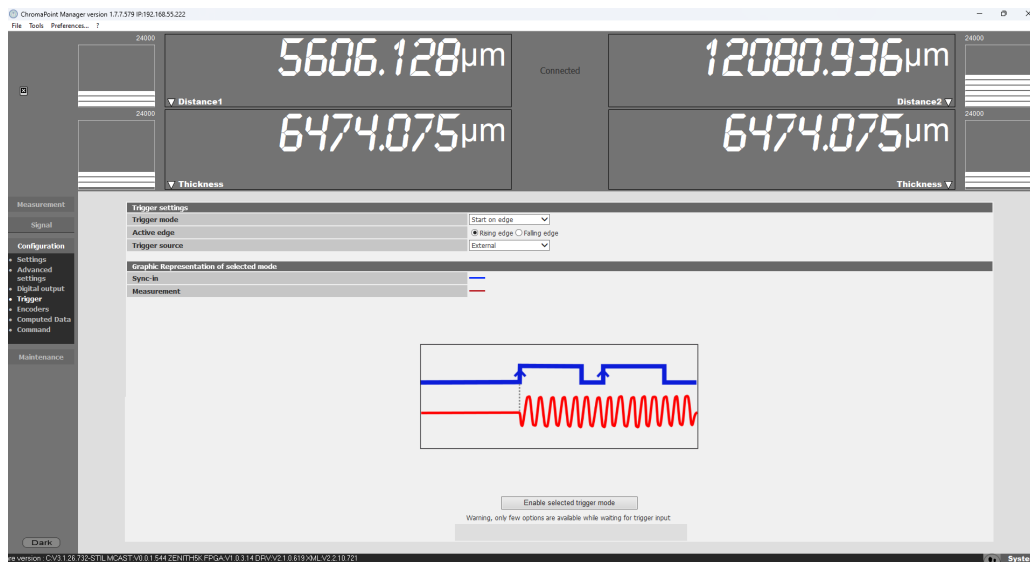 ChromaPoint Manager version 1.7.7.579 IP:192.168.55.222
File Tools Preferences... ?
24000
5606.128µm
Connected
12080.936µm
24000
▽ Distance1
Distance2 ▽
24000
6474.075µm
6474.075µm
24000
▽ Thickness
Thickness ▽
Measurement
Signal
Configuration
• Settings
• Advanced
settings
• Digital output
• Trigger
• Encoders
• Computed Data
• Command
Maintenance
Dark
Trigger settings
Trigger mode Start on edge
Active edge Rising edge Falling edge
Trigger source External
Graphic Representation of selected mode
Sync-in
Measurement
Enable selected trigger mode
Warning, only few options are available while waiting for trigger input
re version : C:V3.1.26.732-STIL MCAST:V0.0.1.544 ZENITH5K FPGA:V1.0.3.14 DRV:V2.1.0.619 XML:V2.2.10.721
Syste